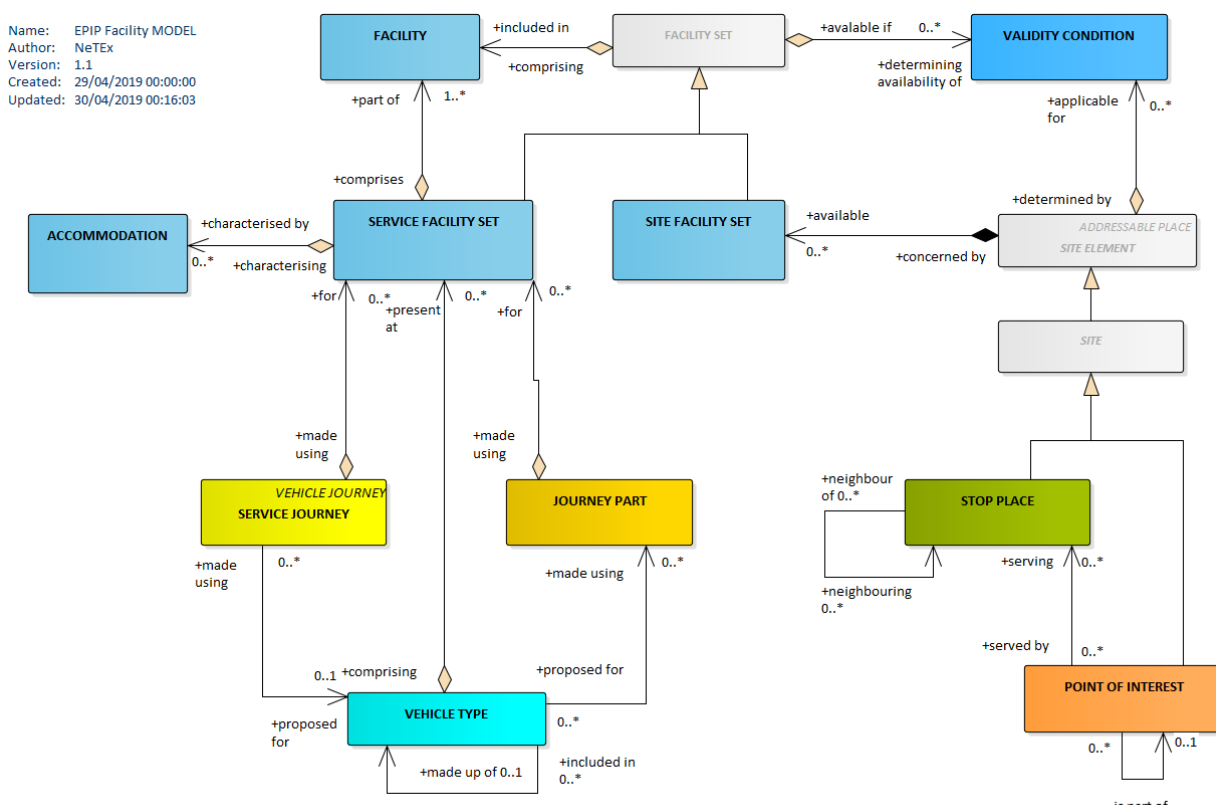 Name: EPIP Facility MODEL
Author: NeTEx
Version: 1.1
Created: 29/04/2019 00:00:00
Updated: 30/04/2019 00:16:03
FACILITY
+included in
+comprising
FACILITY SET
+avalable if 0..*
+determining
availability of
VALIDITY CONDITION
+part of
1..*
+applicable
for
0..*
+comprises
+determined by
ACCOMMODATION
+characterised by
0..*
+characterising
SERVICE FACILITY SET
SITE FACILITY SET
+available
0..*
+concerned by
ADDRESSABLE PLACE
SITE ELEMENT
+for
0..*
+present
at
0..*
+for
0..*
SITE
+made
using
+made
using
VEHICLE JOURNEY
SERVICE JOURNEY
JOURNEY PART
+neighbour
of 0..*
STOP PLACE
+made
using
0..*
+made using
0..*
+neighbouring
0..*
+serving
0..*
+served by
0..*
0..1
+comprising
+proposed for
+proposed
for
VEHICLE TYPE
0..*
POINT OF INTEREST
+made up of 0..1
+included in
0..*
0..*
0..1